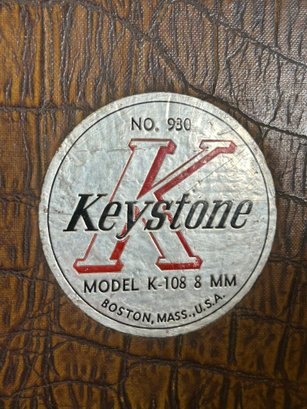 NO. 930
K
Keystone
MODEL K-108 8 MM
BOSTON, MASS., U.S.A.